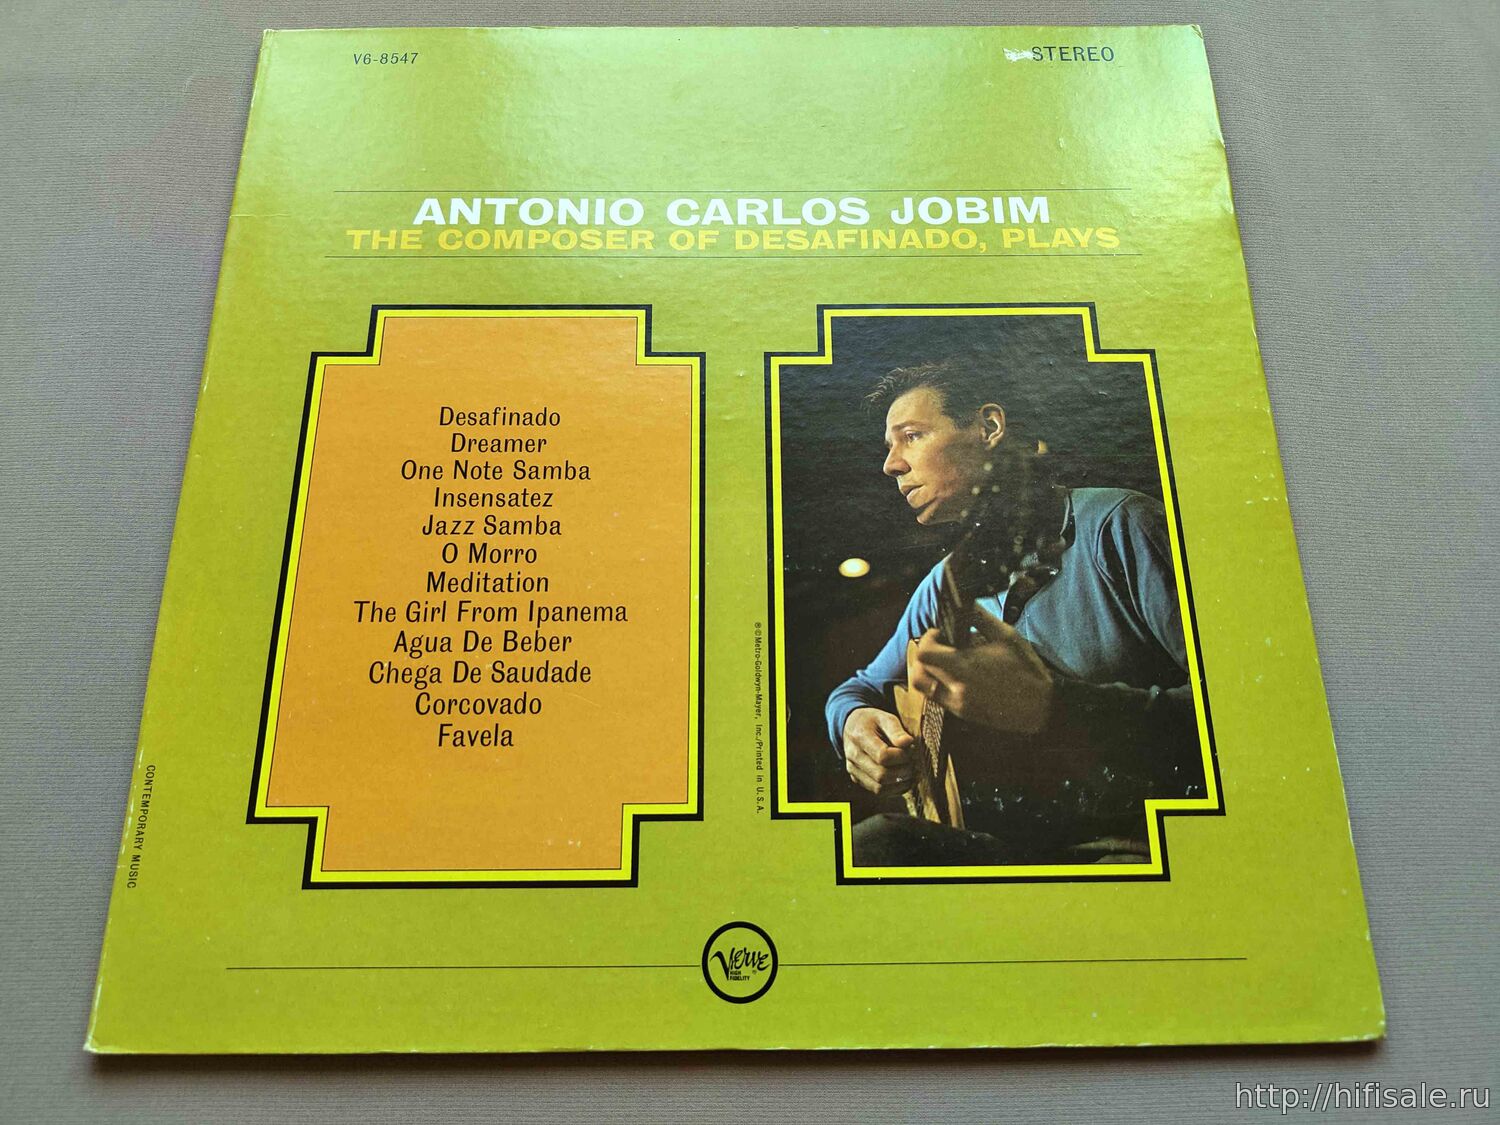 V6-8547
STEREO
ANTONIO CARLOS JOBIM
THE COMPOSER OF DESAFINADO, PLAYS
Desafinado
Dreamer
One Note Samba
Insensatez
Jazz Samba
O Morro
Meditation
The Girl From Ipanema
Agua De Beber
Chega De Saudade
Corcovado
Favela
℗©Metro-Goldwyn-Mayer, Inc./Printed in U.S.A.
CONTEMPORARY MUSIC
Verve
HIGH
FIDELITY
http://hifisale.ru